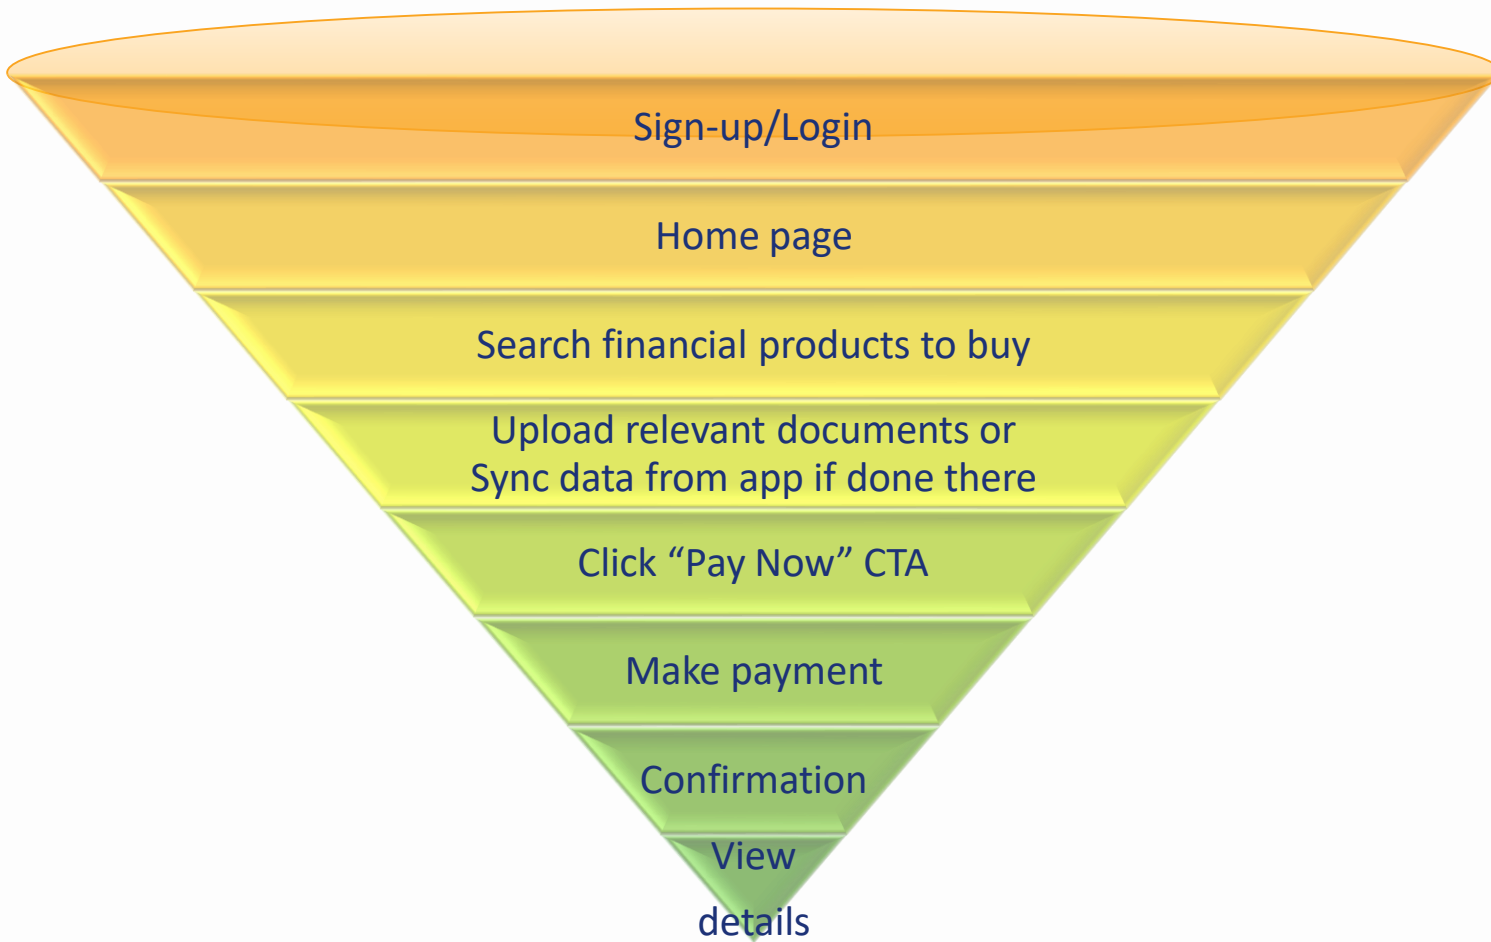 Sign-up/Login
Home page
Search financial products to buy
Upload relevant documents or
Sync data from app if done there
Click “Pay Now” CTA
Make payment
Confirmation
View
details